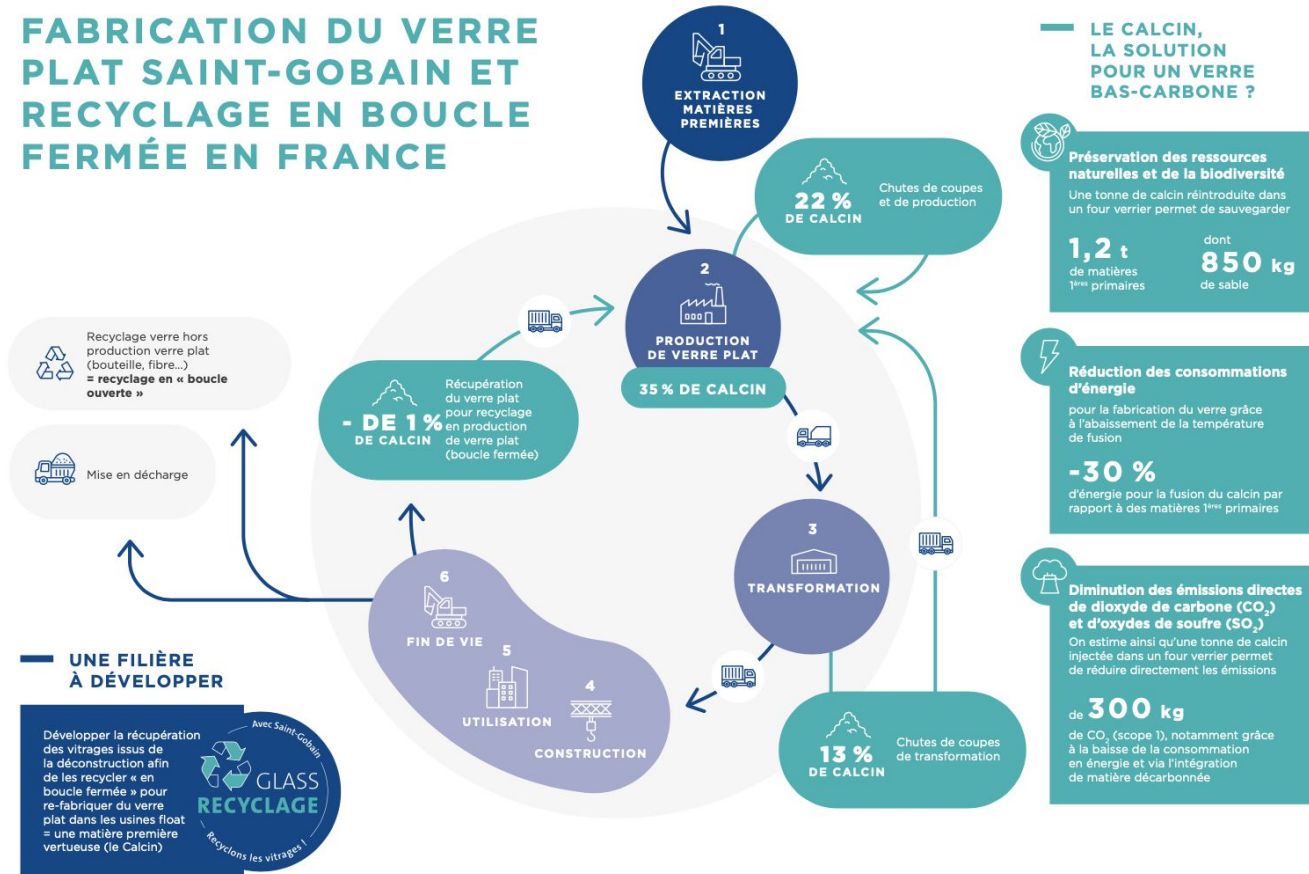 FABRICATION DU VERRE
PLAT SAINT-GOBAIN ET
RECYCLAGE EN BOUCLE
FERMÉE EN FRANCE
1
EXTRACTION
MATIÈRES
PREMIÈRES
22 %
DE CALCIN
Chutes de coupes
et de production
2
PRODUCTION
DE VERRE PLAT
35 % DE CALCIN
Recyclage verre hors
production verre plat
(bouteille, fibre...)
= recyclage en « boucle
ouverte »
Mise en décharge
- DE 1 %
DE CALCIN
Récupération
du verre plat
pour recyclage
en production
de verre plat
(boucle fermée)
3
TRANSFORMATION
6
FIN DE VIE
5
UTILISATION
4
CONSTRUCTION
13 %
DE CALCIN
Chutes de coupes
de transformation
UNE FILIÈRE
À DÉVELOPPER
Développer la récupération
des vitrages issus de
la déconstruction afin
de les recycler « en
boucle fermée » pour
re-fabriquer du verre
plat dans les usines float
= une matière première
vertueuse (le Calcin)
Avec Saint-Gobain
GLASS
RECYCLAGE
Recyclons les vitrages !
LE CALCIN,
LA SOLUTION
POUR UN VERRE
BAS-CARBONE ?
Préservation des ressources
naturelles et de la biodiversité
Une tonne de calcin réintroduite dans
un four verrier permet de sauvegarder
1,2 t
de matières
1ères primaires
dont
850 kg
de sable
Réduction des consommations
d'énergie
pour la fabrication du verre grâce
à l'abaissement de la température
de fusion
-30 %
d'énergie pour la fusion du calcin par
rapport à des matières 1ères primaires
Diminution des émissions directes
de dioxyde de carbone (CO₂)
et d'oxydes de soufre (SO₂)
On estime ainsi qu'une tonne de calcin
injectée dans un four verrier permet
de réduire directement les émissions
de 300 kg
de CO₂ (scope 1), notamment grâce
à la baisse de la consommation
en énergie et via l'intégration
de matière décarbonnée